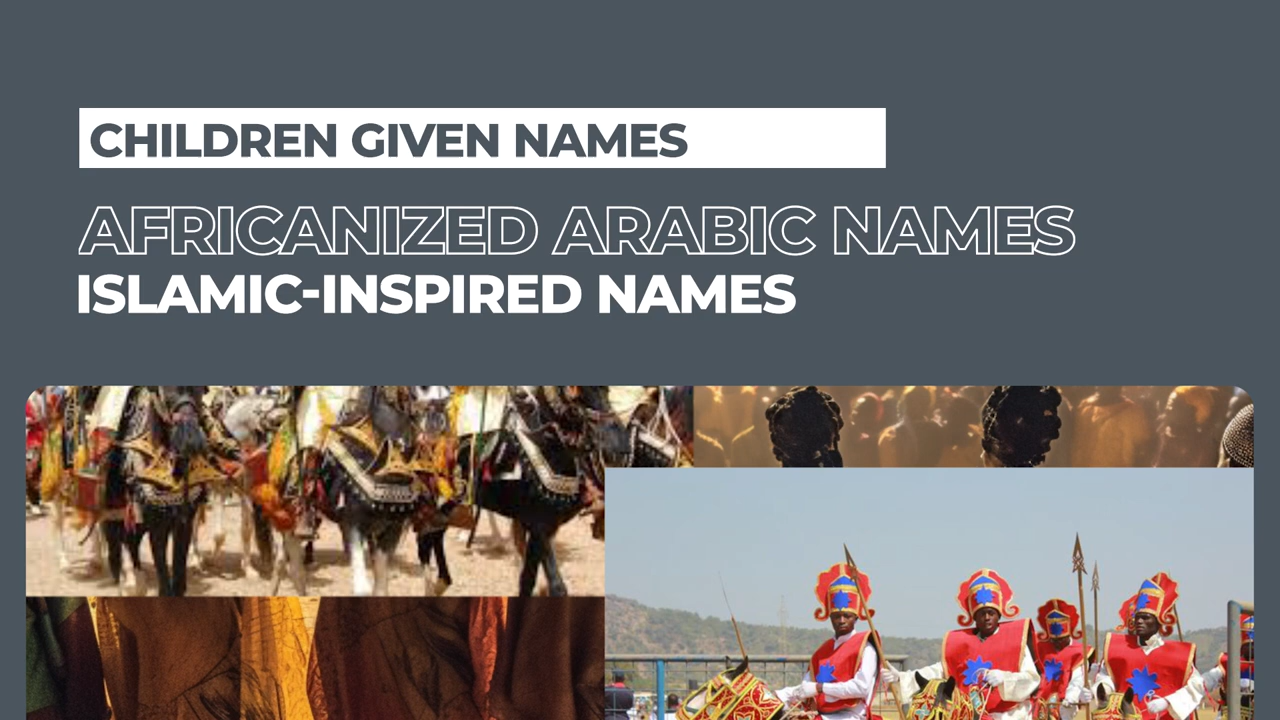 CHILDREN GIVEN NAMES
AFRICANIZED ARABIC NAMES
ISLAMIC-INSPIRED NAMES